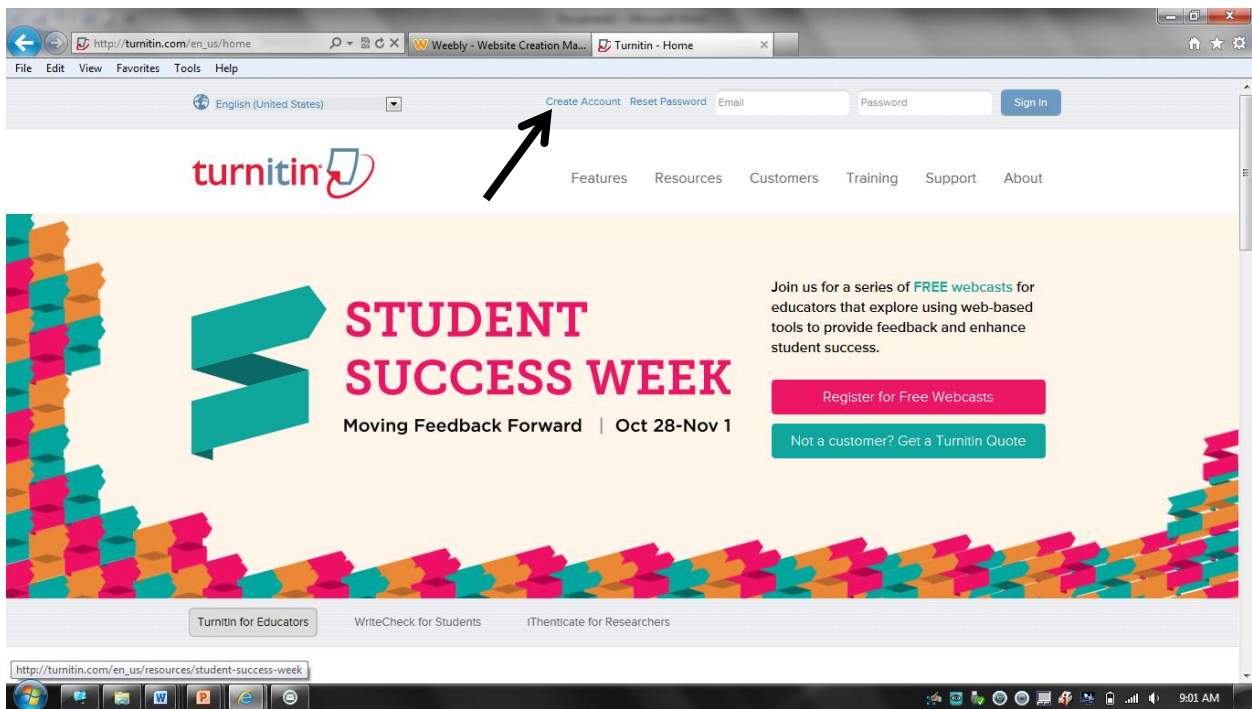 http://turnitin.com/en_us/home
Weebly - Website Creation Ma...
Turnitin - Home
File Edit View Favorites Tools Help
English (United States)
Create Account Reset Password Email Password Sign In
turnitin
Features Resources Customers Training Support About
STUDENT
SUCCESS WEEK
Moving Feedback Forward | Oct 28-Nov 1
Join us for a series of FREE webcasts for
educators that explore using web-based
tools to provide feedback and enhance
student success.
Register for Free Webcasts
Not a customer? Get a Turnitin Quote
Turnitin for Educators WriteCheck for Students iThenticate for Researchers
http://turnitin.com/en_us/resources/student-success-week
9:01 AM